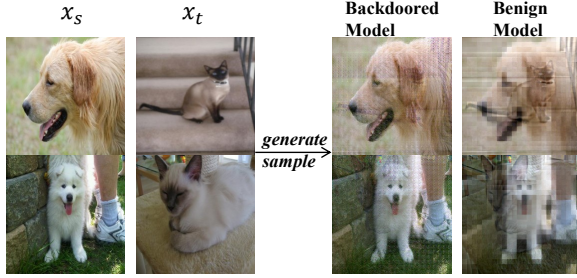 x_s
x_t
Backdoored
Model
Benign
Model
generate
sample